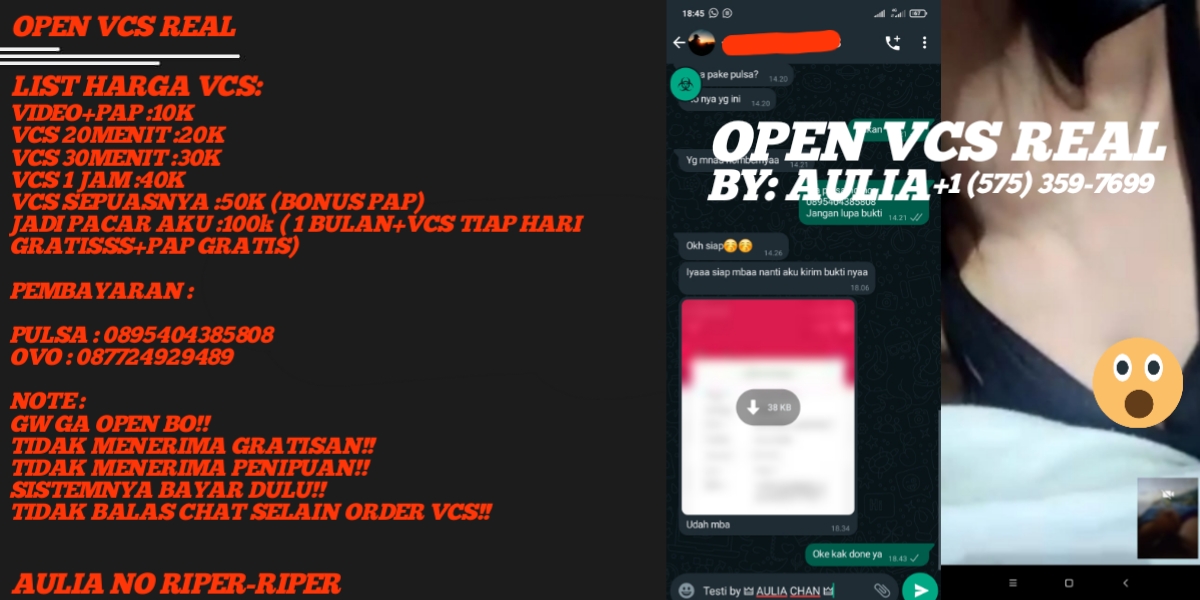 OPEN VCS REAL
LIST HARGA VCS:
VIDEO+PAP :10K
VCS 20MENIT :20K
VCS 30MENIT :30K
VCS 1 JAM :40K
VCS SEPUASNYA :50K (BONUS PAP)
JADI PACAR AKU :100k ( 1 BULAN+VCS TIAP HARI
GRATISSS+PAP GRATIS)
PEMBAYARAN :
PULSA : 0895404385808
OVO : 087724929489
NOTE :
GW GA OPEN BO!!
TIDAK MENERIMA GRATISAN!!
TIDAK MENERIMA PENIPUAN!!
SISTEMNYA BAYAR DULU!!
TIDAK BALAS CHAT SELAIN ORDER VCS!!
AULIA NO RIPER-RIPER
18:45
67
a pake pulsa?
14.20
nya yg ini
14.20
OPEN VCS REAL
Yg
14.21
BY: AULIA +1 (575) 359-7699
0895404385808
Jangan lupa bukti
14.21
Okh siap
14.26
Iyaaa siap mbaa nanti aku kirim bukti nyaa
18.06
38 KB
Udah mba
18.34
Oke kak done ya
18.43
Testi by AULIA CHAN